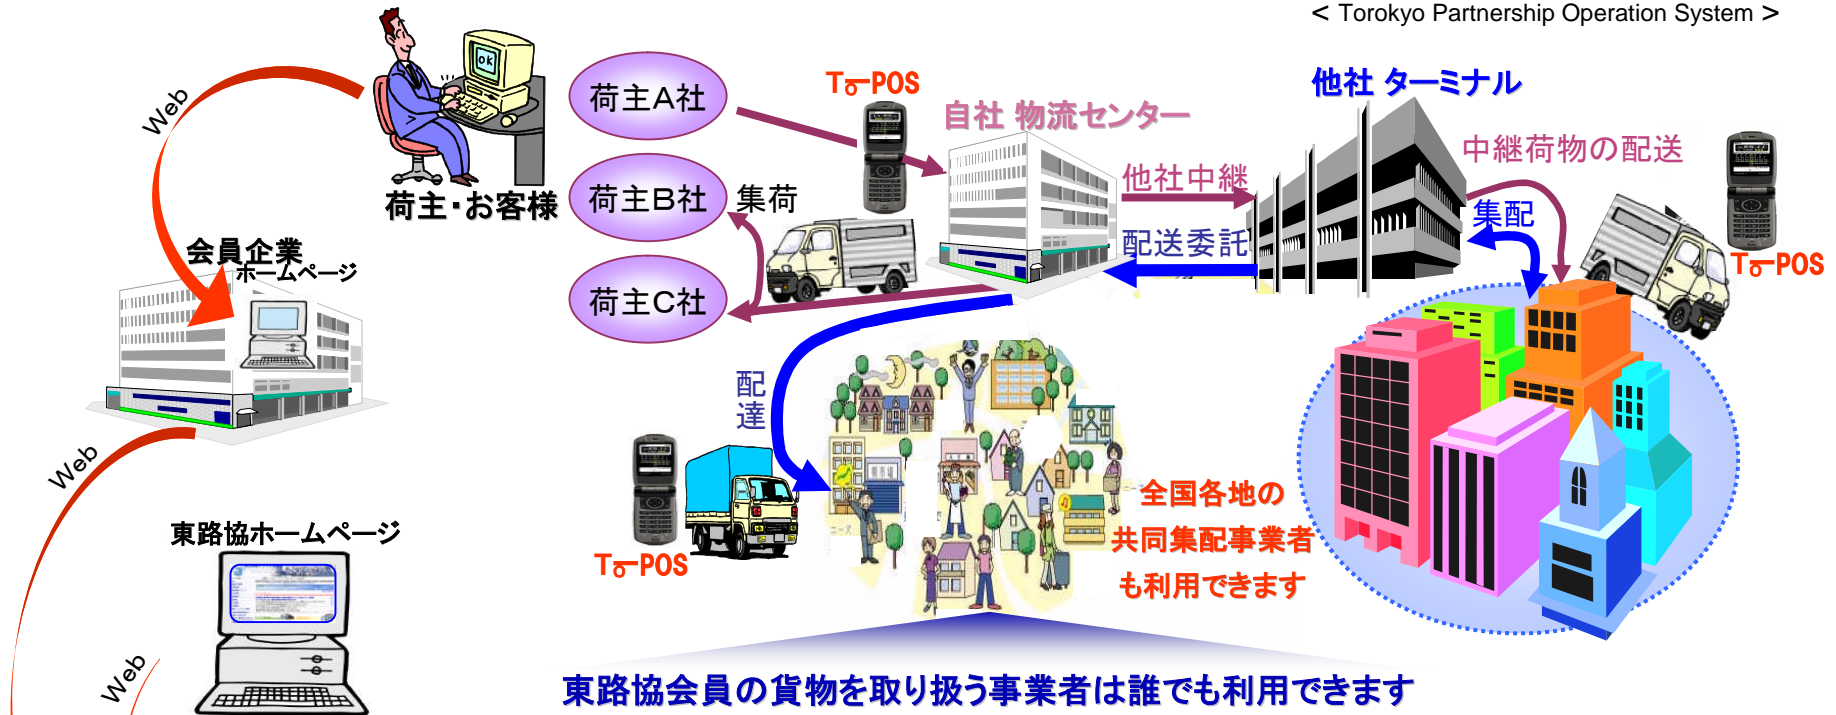 < Torokyo Partnership Operation System >
Web
荷主・お客様
荷主A社
荷主B社
荷主C社
集荷
T-POS
自社 物流センター
他社中継
配送委託
他社 ターミナル
中継荷物の配送
集配
T-POS
会員企業
ホームページ
配達
T-POS
全国各地の
共同集配事業者
も利用できます
Web
東路協ホームページ
Web
東路協会員の貨物を取り扱う事業者は誰でも利用できます